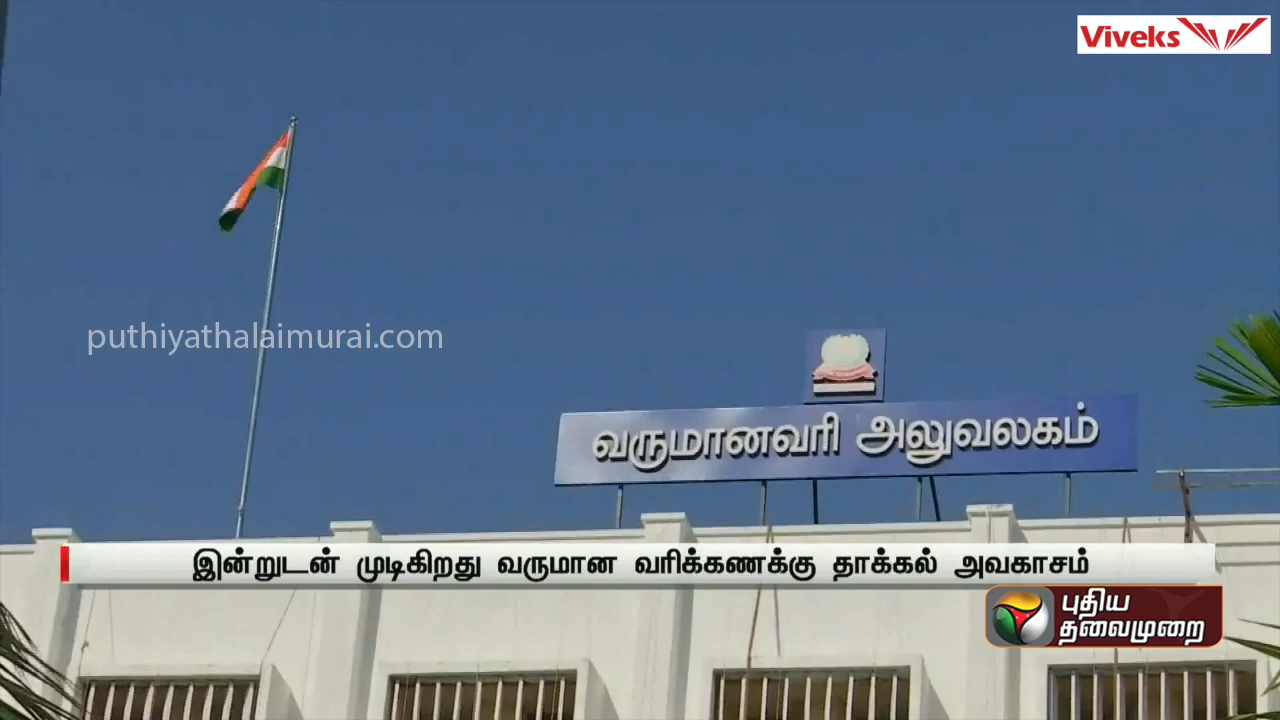 Viveks
puthiyathalaimurai.com
வருமானவரி அலுவலகம்
இன்றுடன் முடிகிறது வருமான வரிக்கணக்கு தாக்கல் அவகாசம்
புதிய
தலைமுறை